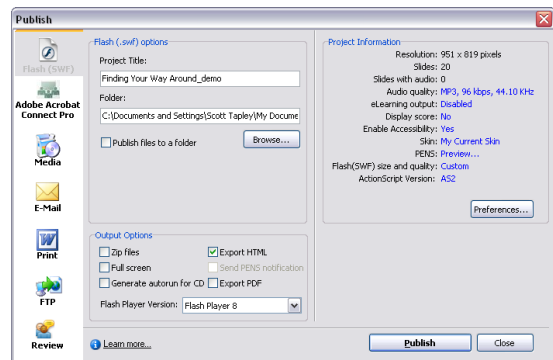 Publish
Flash (SWF)
Adobe Acrobat
Connect Pro
Media
E-Mail
Print
FTP
Review
Flash (.swf) options
Project Title:
Finding Your Way Around_demo
Folder:
C:\Documents and Settings\Scott Tapley\My Docume
Publish files to a folder
Browse...
Output Options
Zip files
Export HTML
Full screen
Send PENS notification
Generate autorun for CD
Export PDF
Flash Player Version:
Flash Player 8
Project Information
Resolution: 951 x 819 pixels
Slides: 20
Slides with audio: 0
Audio quality: MP3, 96 kbps, 44.10 KHz
eLearning output: Disabled
Display score: No
Enable Accessibility: Yes
Skin: My Current Skin
PENS: Preview...
Flash(SWF) size and quality: Custom
ActionScript Version: AS2
Preferences...
Learn more...
Publish
Close